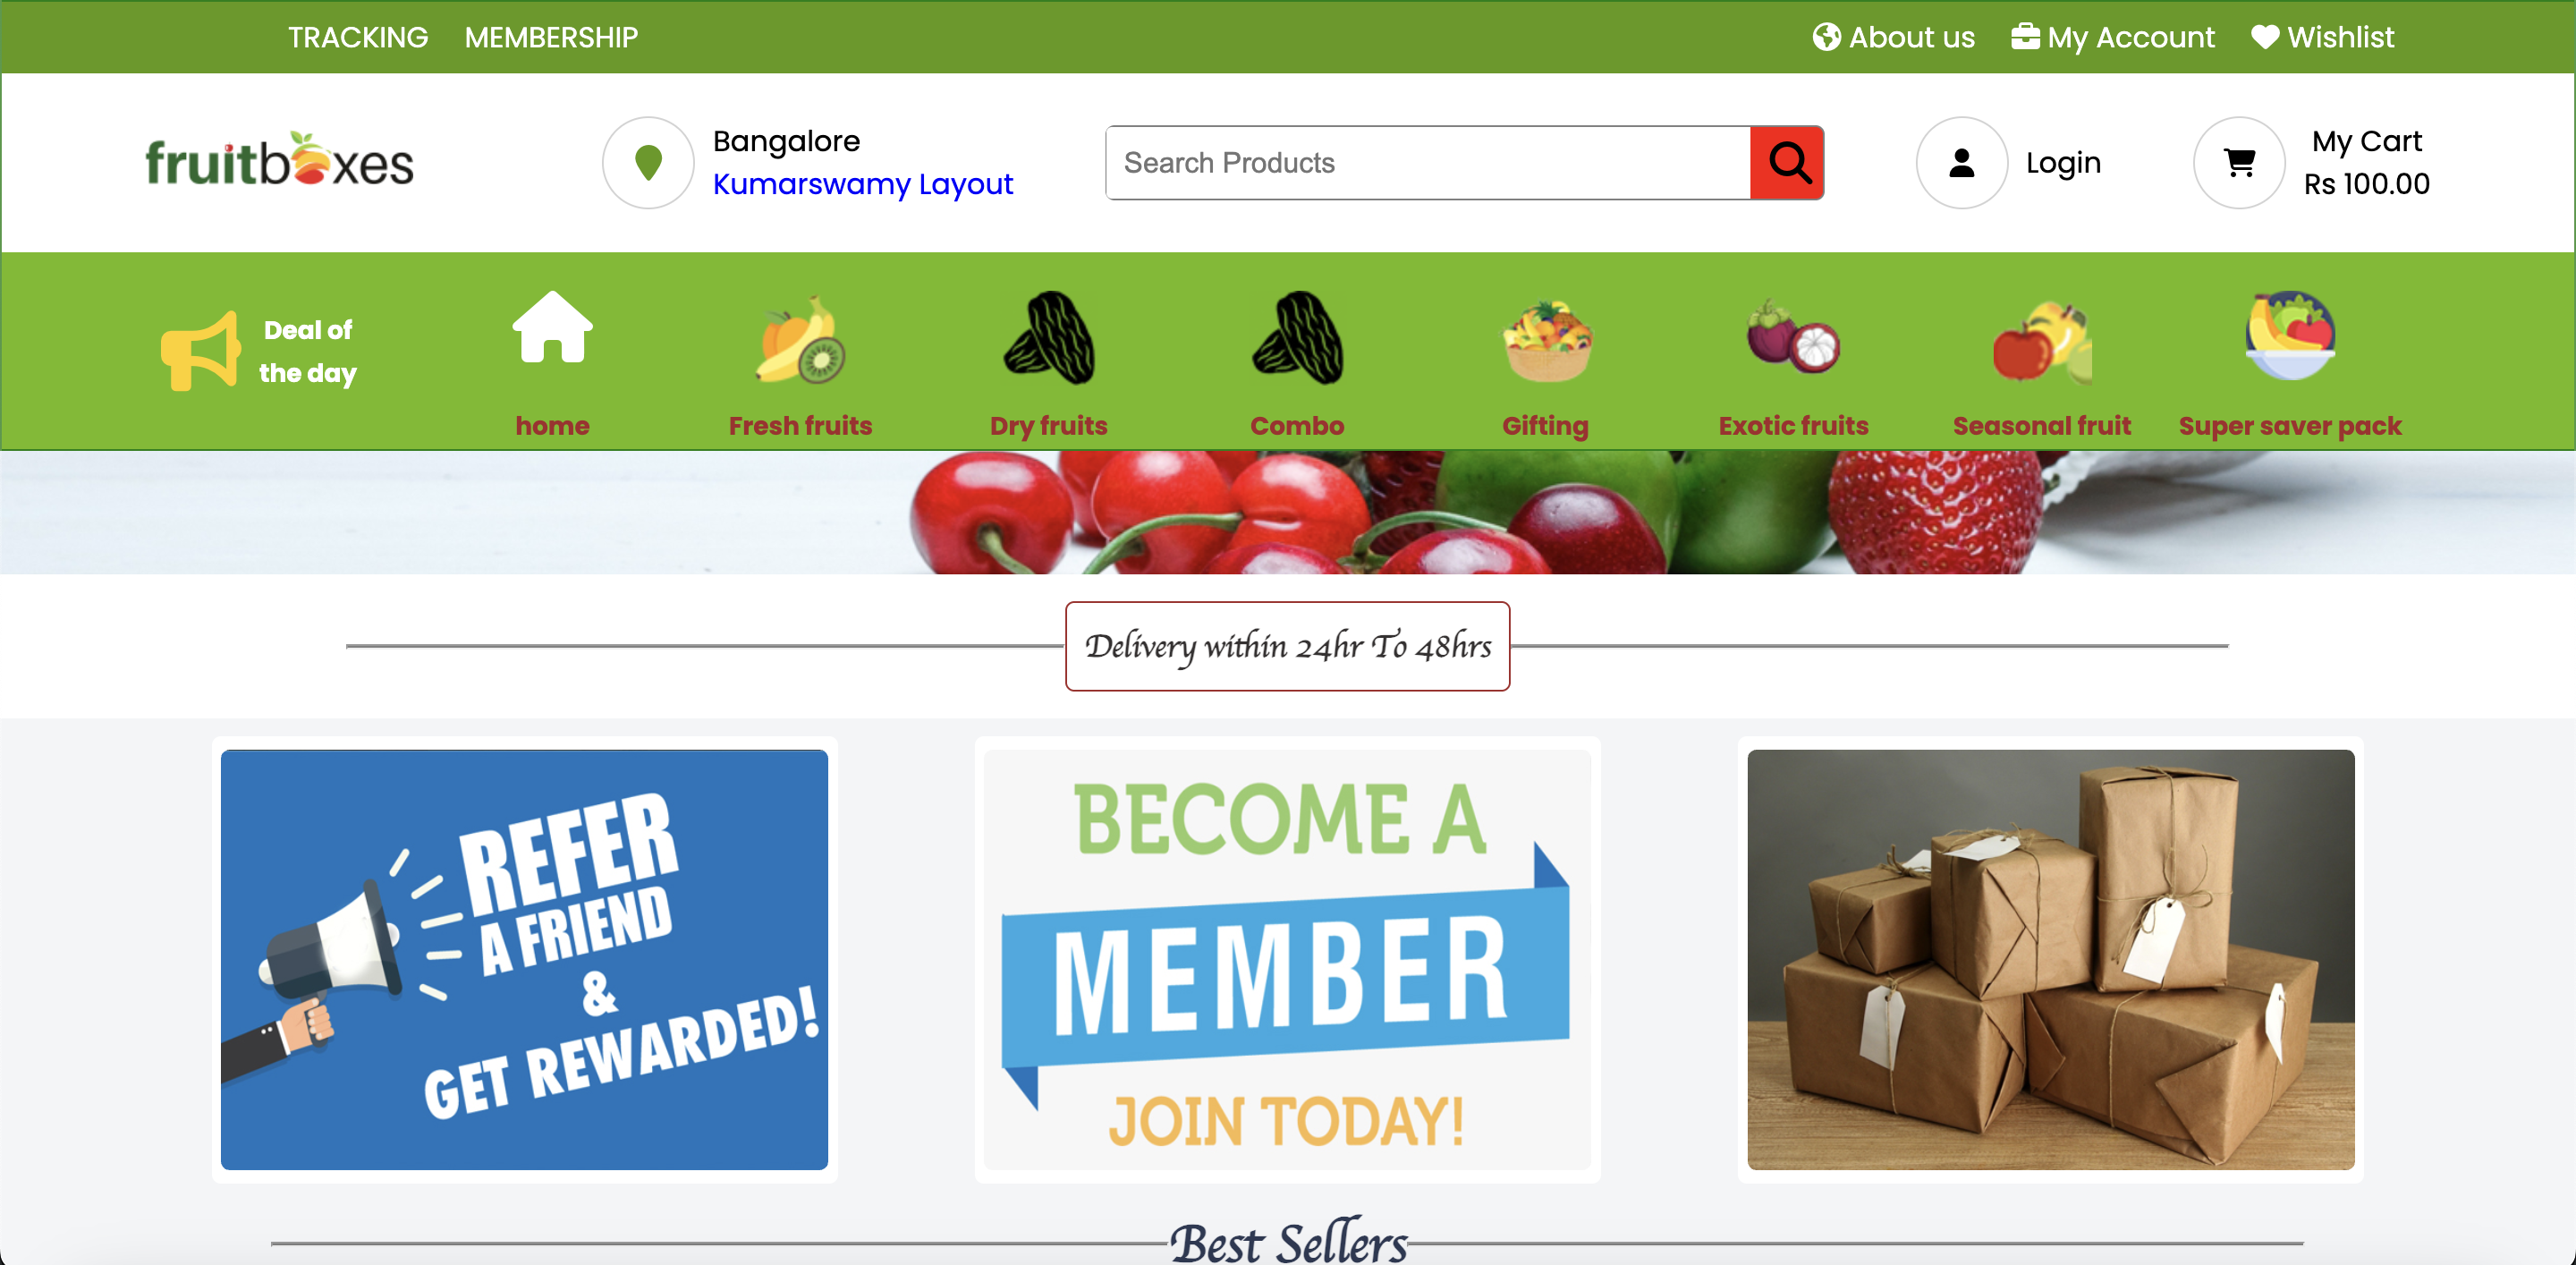 TRACKING MEMBERSHIP About us My Account Wishlist
fruitboxes
Bangalore
Kumarswamy Layout
Search Products
Login
My Cart
Rs 100.00
Deal of
the day
home
Fresh fruits
Dry fruits
Combo
Gifting
Exotic fruits
Seasonal fruit
Super saver pack
Delivery within 24hr To 48hrs
REFER
A FRIEND
&
GET REWARDED!
BECOME A
MEMBER
JOIN TODAY!
Best Sellers